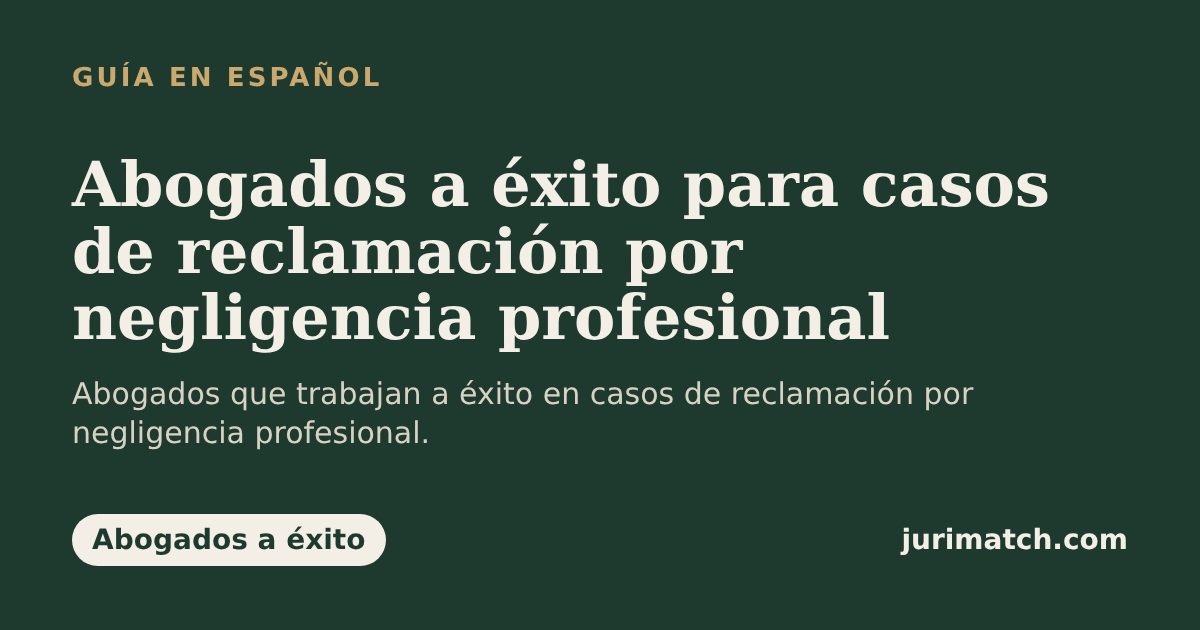 GUÍA EN ESPAÑOL
Abogados a éxito para casos
de reclamación por
negligencia profesional
Abogados que trabajan a éxito en casos de reclamación por
negligencia profesional.
Abogados a éxito
jurimatch.com